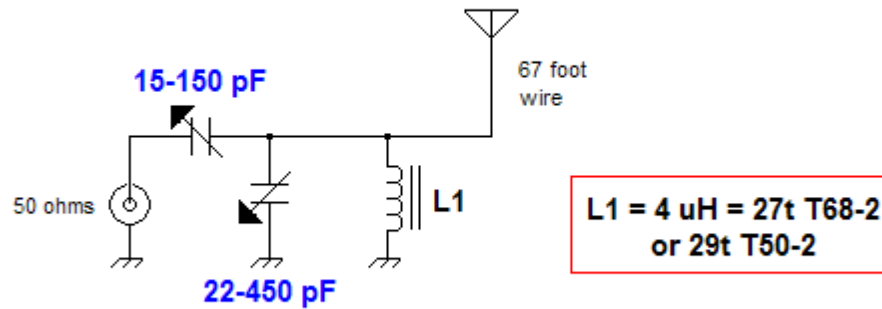 67 foot
wire
15-150 pF
50 ohms
L1
22-450 pF
L1 = 4 uH = 27t T68-2
or 29t T50-2